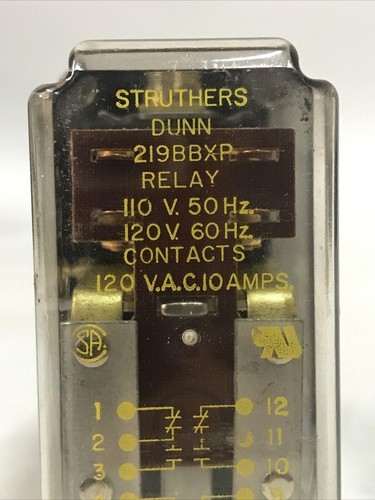 STRUTHERS
DUNN
219BBXP
RELAY
110 V. 50 Hz.
120 V. 60 Hz.
CONTACTS
120 V.A.C. 10 AMPS.
SA
1 12
2 11
3 10